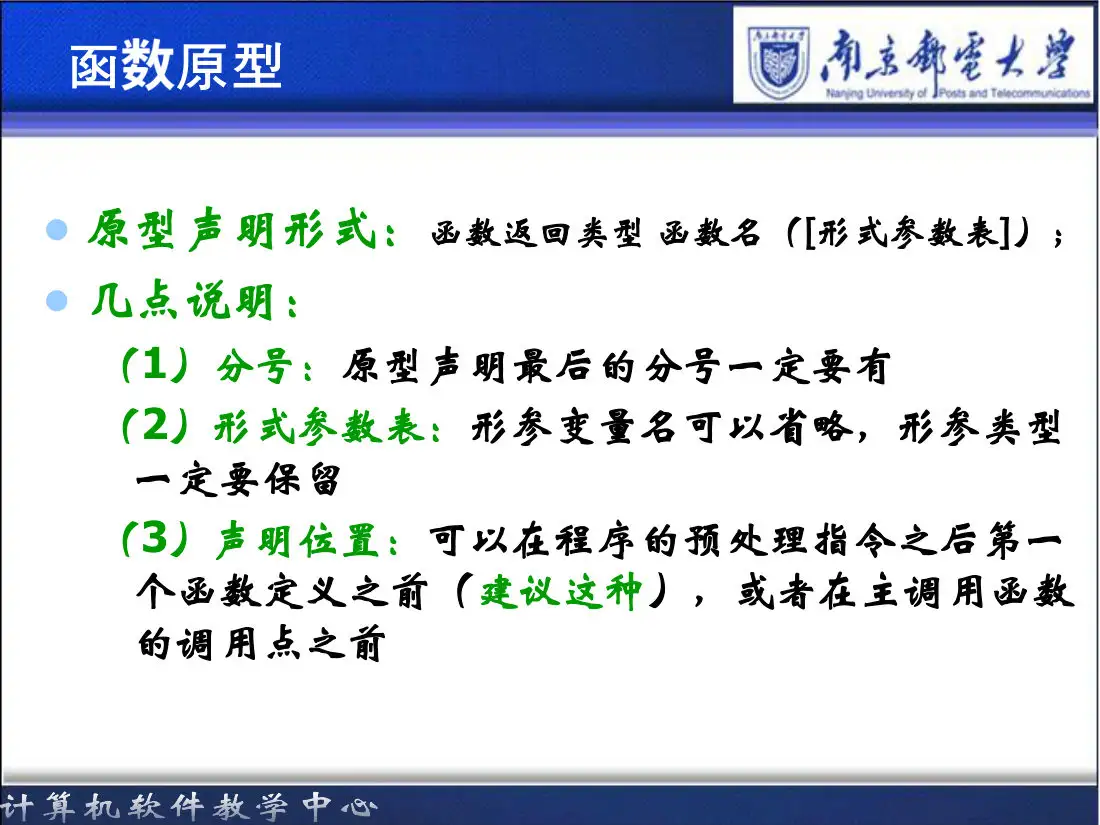 函数原型
南京邮电大学
Nanjing University of Posts and Telecommunications
原型声明形式：函数返回类型 函数名（[形式参数表]）；
几点说明：
（1）分号：原型声明最后的分号一定要有
（2）形式参数表：形参变量名可以省略，形参类型
一定要保留
（3）声明位置：可以在程序的预处理指令之后第一
个函数定义之前（建议这种），或者在主调用函数
的调用点之前
计算机软件教学中心